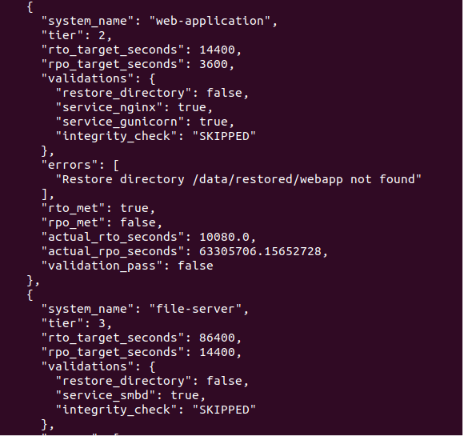 {
"system_name": "web-application",
"tier": 2,
"rto_target_seconds": 14400,
"rpo_target_seconds": 3600,
"validations": {
"restore_directory": false,
"service_nginx": true,
"service_gunicorn": true,
"integrity_check": "SKIPPED"
},
"errors": [
"Restore directory /data/restored/webapp not found"
],
"rto_met": true,
"rpo_met": false,
"actual_rto_seconds": 10080.0,
"actual_rpo_seconds": 63305706.15652728,
"validation_pass": false
},
{
"system_name": "file-server",
"tier": 3,
"rto_target_seconds": 86400,
"rpo_target_seconds": 14400,
"validations": {
"restore_directory": false,
"service_smbd": true,
"integrity_check": "SKIPPED"
},